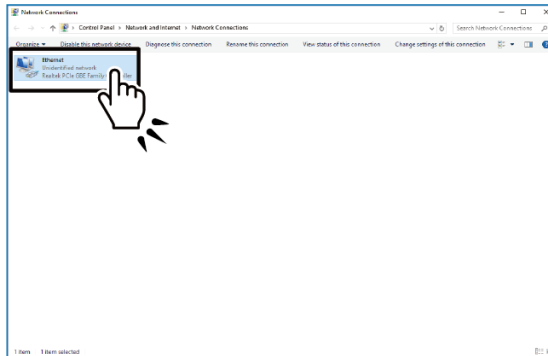 Network Connections
Control Panel > Network and Internet > Network Connections
Search Network Connections
Organize Disable this network device Diagnose this connection Rename this connection View status of this connection Change settings of this connection
Ethernet
Unidentified network
Realtek PCIe GBE Family
1 item 1 item selected